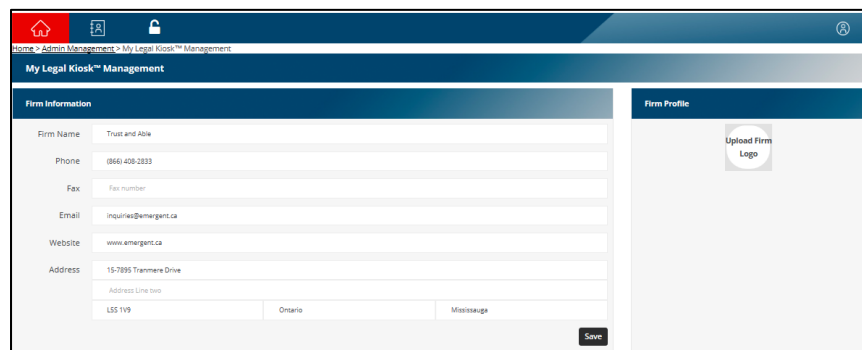 Home > Admin Management > My Legal Kiosk™ Management
My Legal Kiosk™ Management
Firm Information
Firm Name Trust and Able
Phone (866) 408-2833
Fax Fax number
Email inquiries@emergent.ca
Website www.emergent.ca
Address 15-7895 Tranmere Drive
Address Line two
L5S 1V9 Ontario Mississauga
Save
Firm Profile
Upload Firm
Logo